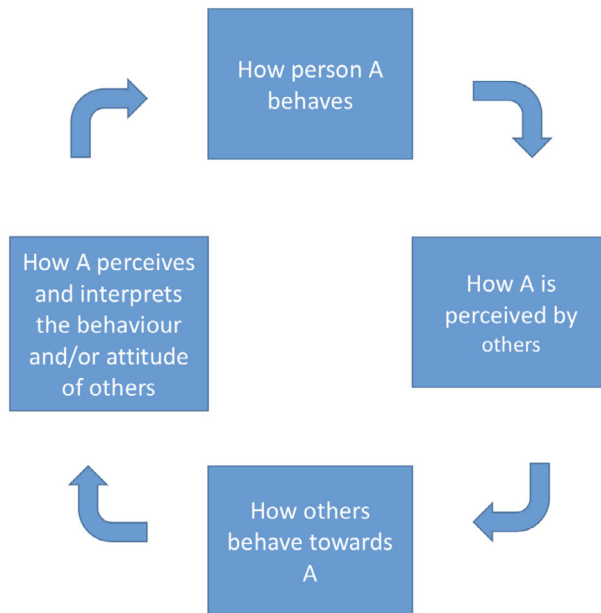 How person A
behaves
How A is
perceived by
others
How others
behave towards
A
How A perceives
and interprets
the behaviour
and/or attitude
of others